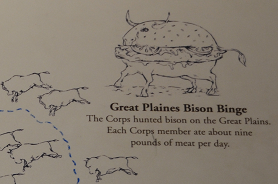 Great Plaines Bison Binge
The Corps hunted bison on the Great Plains.
Each Corps member ate about nine
pounds of meat per day.